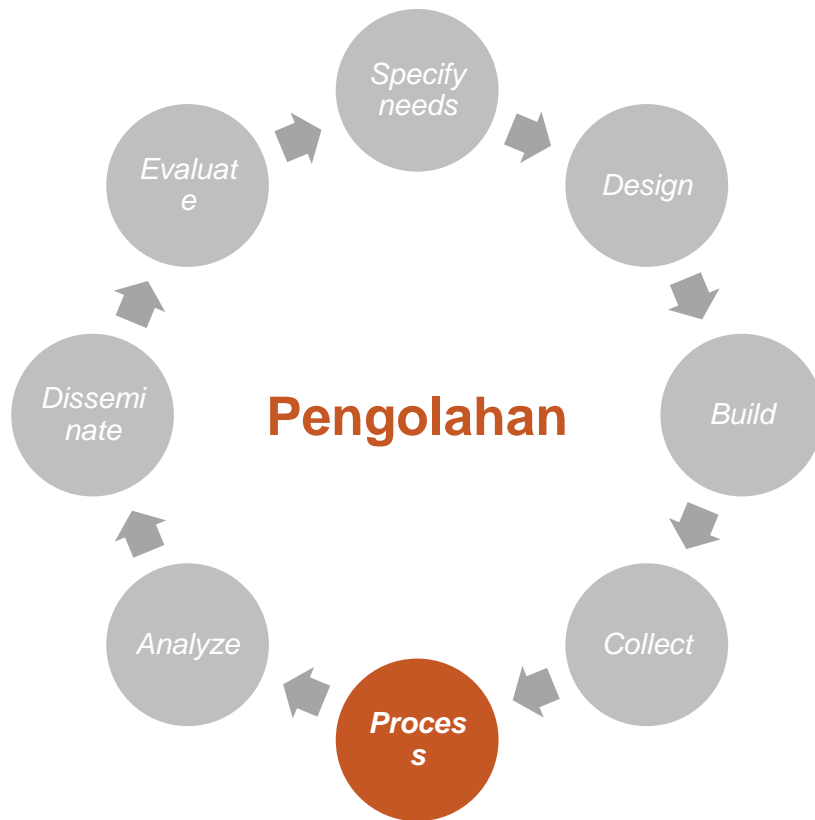 Specify
needs
Design
Build
Collect
Proces
s
Analyze
Dissemi
nate
Evaluat
e
Pengolahan